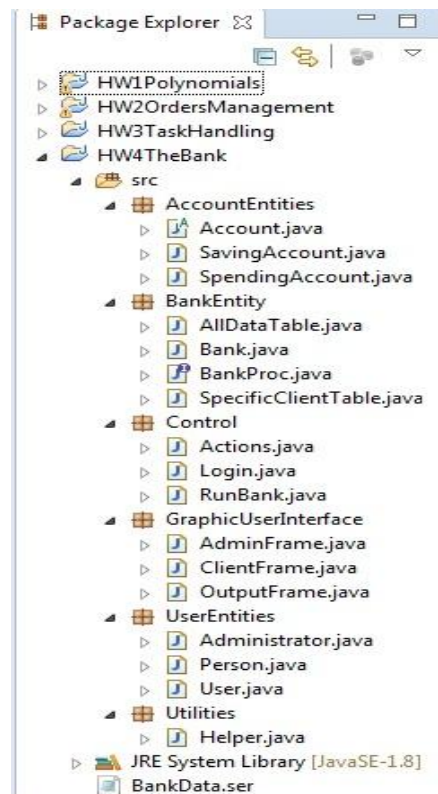 Package Explorer
HW1Polynomials
HW2OrdersManagement
HW3TaskHandling
HW4TheBank
src
AccountEntities
Account.java
SavingAccount.java
SpendingAccount.java
BankEntity
AllDataTable.java
Bank.java
BankProc.java
SpecificClientTable.java
Control
Actions.java
Login.java
RunBank.java
GraphicUserInterface
AdminFrame.java
ClientFrame.java
OutputFrame.java
UserEntities
Administrator.java
Person.java
User.java
Utilities
Helper.java
JRE System Library [JavaSE-1.8]
BankData.ser